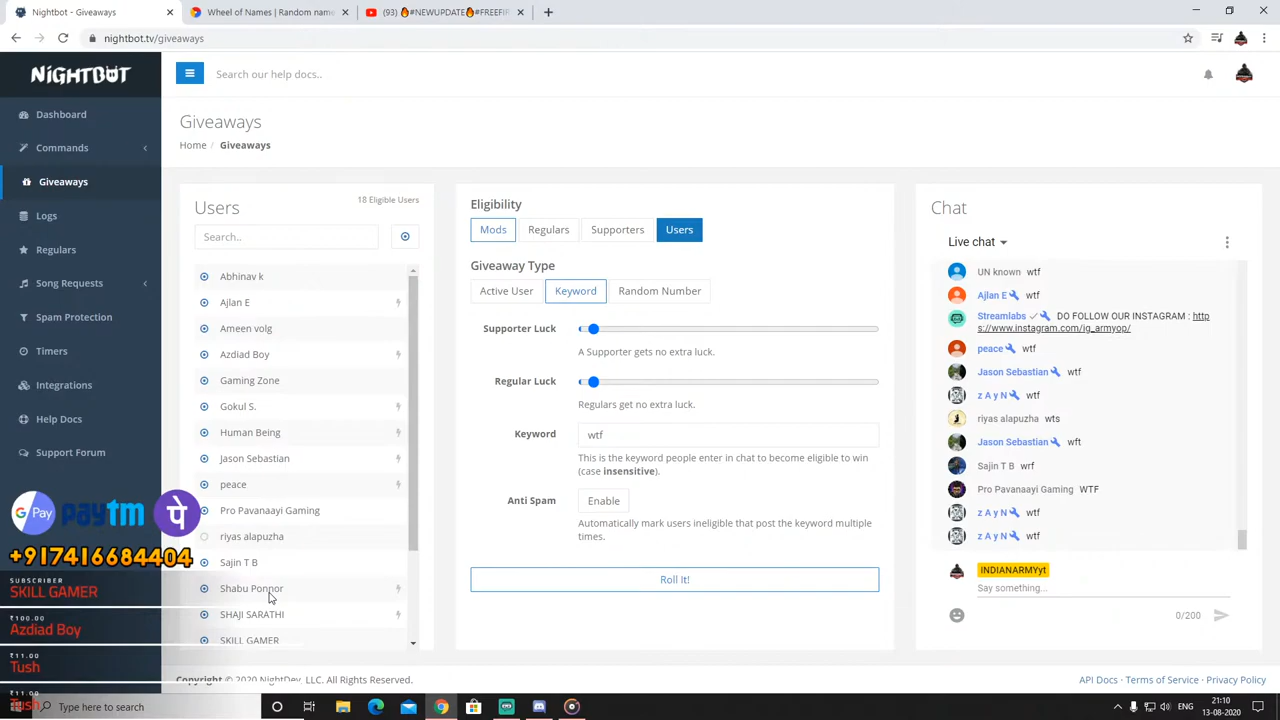 Nightbot - Giveaways
Wheel of Names | Random name
(93) 🔥#NEWUPDATE🔥#FREEFIR
nightbot.tv/giveaways
NIGHTBOT
Search our help docs..
Dashboard
Commands
Giveaways
Logs
Regulars
Song Requests
Spam Protection
Timers
Integrations
Help Docs
Support Forum
Giveaways
Home / Giveaways
Users
18 Eligible Users
Search..
Abhinav k
Ajlan E
Ameen volg
Azdiad Boy
Gaming Zone
Gokul S.
Human Being
Jason Sebastian
peace
Pro Pavanaayi Gaming
riyas alapuzha
Sajin T B
Shabu Ponnor
SHAJI SARATHI
SKILL GAMER
Eligibility
Mods
Regulars
Supporters
Users
Giveaway Type
Active User
Keyword
Random Number
Supporter Luck
A Supporter gets no extra luck.
Regular Luck
Regulars get no extra luck.
Keyword
wtf
This is the keyword people enter in chat to become eligible to win
(case insensitive).
Anti Spam
Enable
Automatically mark users ineligible that post the keyword multiple
times.
Roll It!
Chat
Live chat
UN known wtf
Ajlan E wtf
Streamlabs DO FOLLOW OUR INSTAGRAM : http
s://www.instagram.com/ig_armyop/
peace wtf
Jason Sebastian wtf
z A y N wtf
riyas alapuzha wts
Jason Sebastian wft
Sajin T B wrf
Pro Pavanaayi Gaming WTF
z A y N wtf
z A y N wtf
INDIANARMYyt
Say something...
0/200
G Pay paytm पे
+917416684404
SUBSCRIBER
SKILL GAMER
₹100.00
Azdiad Boy
₹11.00
Tush
₹11.00
Tush
Copyright © 2020 NightDev, LLC. All Rights Reserved.
API Docs · Terms of Service · Privacy Policy
Type here to search
ENG
21:10
13-08-2020